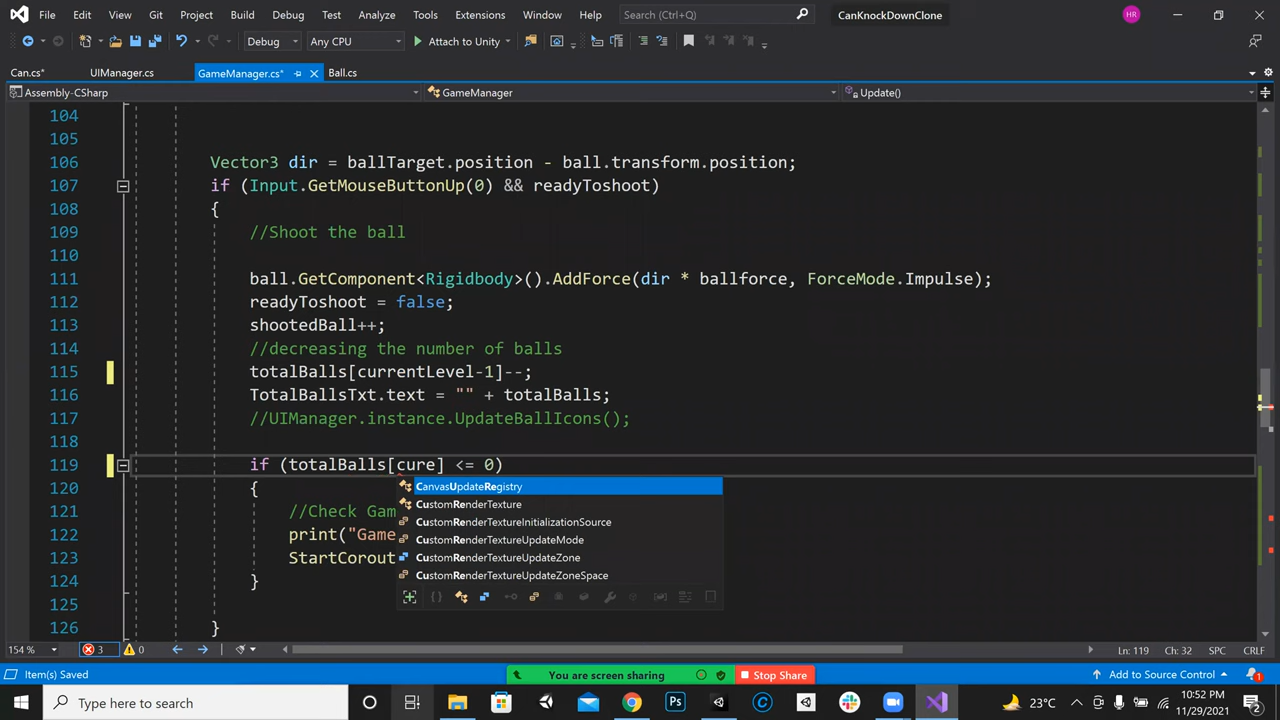 File Edit View Git Project Build Debug Test Analyze Tools Extensions Window Help Search (Ctrl+Q) CanKnockDownClone HR
Debug Any CPU Attach to Unity
Can.cs* UIManager.cs GameManager.cs* Ball.cs
Assembly-CSharp GameManager Update()
104
105
106 Vector3 dir = ballTarget.position - ball.transform.position;
107 if (Input.GetMouseButtonUp(0) && readyToshoot)
108 {
109 //Shoot the ball
110
111 ball.GetComponent<Rigidbody>().AddForce(dir * ballforce, ForceMode.Impulse);
112 readyToshoot = false;
113 shootedBall++;
114 //decreasing the number of balls
115 totalBalls[currentLevel-1]--;
116 TotalBallsTxt.text = "" + totalBalls;
117 //UIManager.instance.UpdateBallIcons();
118
119 if (totalBalls[cure] <= 0)
120 {
CanvasUpdateRegistry
CustomRenderTexture
121 //Check Gam
CustomRenderTextureInitializationSource
122 print("Game
CustomRenderTextureUpdateMode
123 StartCorout
CustomRenderTextureUpdateZone
124 }
CustomRenderTextureUpdateZoneSpace
125
126 }
154 % 3 0 Ln: 119 Ch: 32 SPC CRLF
Item(s) Saved You are screen sharing Stop Share Add to Source Control 1
Type here to search 23°C 10:52 PM
11/29/2021 2